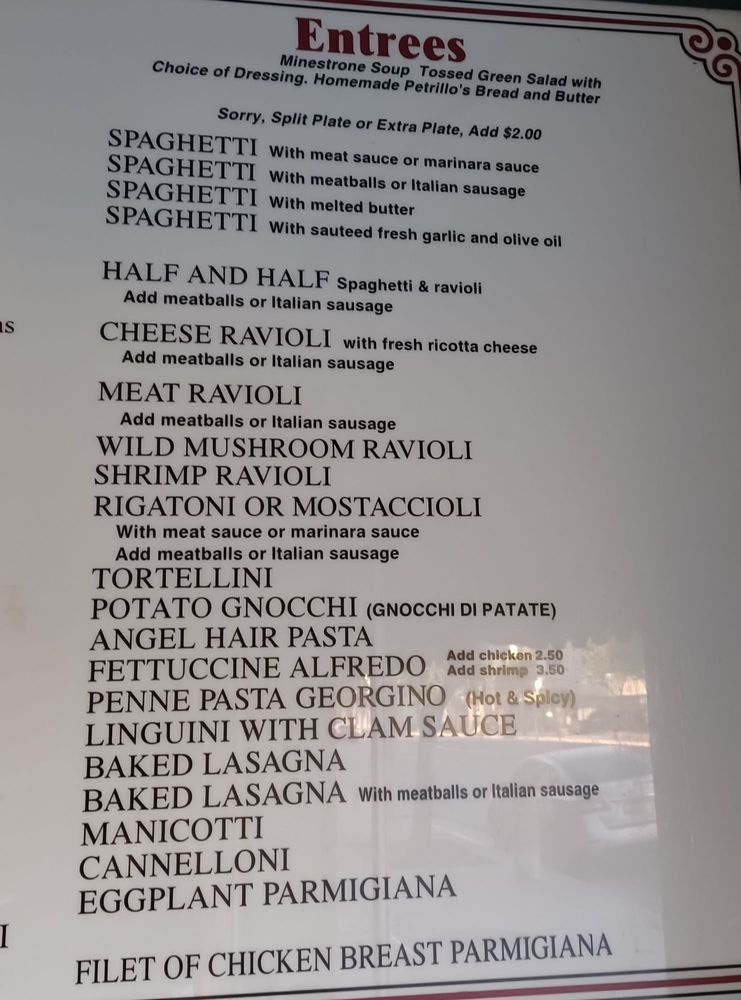 Entrees
Minestrone Soup Tossed Green Salad with
Choice of Dressing. Homemade Petrillo's Bread and Butter
Sorry, Split Plate or Extra Plate, Add $2.00
SPAGHETTI With meat sauce or marinara sauce
SPAGHETTI With meatballs or Italian sausage
SPAGHETTI With melted butter
SPAGHETTI With sauteed fresh garlic and olive oil
HALF AND HALF Spaghetti & ravioli
Add meatballs or Italian sausage
CHEESE RAVIOLI with fresh ricotta cheese
Add meatballs or Italian sausage
MEAT RAVIOLI
Add meatballs or Italian sausage
WILD MUSHROOM RAVIOLI
SHRIMP RAVIOLI
RIGATONI OR MOSTACCIOLI
With meat sauce or marinara sauce
Add meatballs or Italian sausage
TORTELLINI
POTATO GNOCCHI (GNOCCHI DI PATATE)
ANGEL HAIR PASTA
FETTUCCINE ALFREDO Add chicken 2.50
Add shrimp 3.50
PENNE PASTA GEORGINO (Hot & Spicy)
LINGUINI WITH CLAM SAUCE
BAKED LASAGNA
BAKED LASAGNA With meatballs or Italian sausage
MANICOTTI
CANNELLONI
EGGPLANT PARMIGIANA
FILET OF CHICKEN BREAST PARMIGIANA